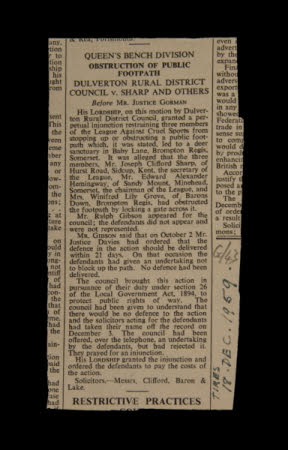 QUEEN'S BENCH DIVISION
OBSTRUCTION OF PUBLIC
FOOTPATH
DULVERTON RURAL DISTRICT
COUNCIL v. SHARP AND OTHERS
Before MR. JUSTICE GORMAN
HIS LORDSHIP, on this motion by Dulver-
ton Rural District Council, granted a per-
petual injunction restraining three members
of the League Against Cruel Sports from
stopping up or obstructing a public foot-
path which, it was stated, led to a deer
sanctuary in Baby Lane, Brompton Regis,
Somerset. It was alleged that the three
members, Mr. Joseph Clifford Sharp, of
Hurst Road, Sidcup, Kent, the secretary of
the League, Mr. Edward Alexander
Hemingway, of Sandy Mount, Minehead,
Somerset, the chairman of the League, and
Mrs. Winifred Lily Grove, of Barons
Down, Brompton Regis, had obstructed
the footpath by locking a gate across it.
Mr. Ralph Gibson appeared for the
council; the defendants did not appear and
were not represented.
MR. GIBSON said that on October 2 Mr.
Justice Davies had ordered that the
defence in the action should be delivered
within 21 days. On that occasion the
defendants had given an undertaking not
to block up the path. No defence had been
delivered.
The council brought this action in
pursuance of their duty under section 26
of the Local Government Act, 1894, to
protect public rights of way. The
council had been given to understand that
there would be no defence to the action
and the solicitors acting for the defendants
had taken their name off the record on
December 3. The council had been
offered, over the telephone, an undertaking
by the defendants, but had rejected it.
They prayed for an injunction.
HIS LORDSHIP granted the injunction and
ordered the defendants to pay the costs of
the action.
Solicitors.—Messrs. Clifford, Baron &
Lake.
RESTRICTIVE PRACTICES
TIMES
18 DEC. 1969